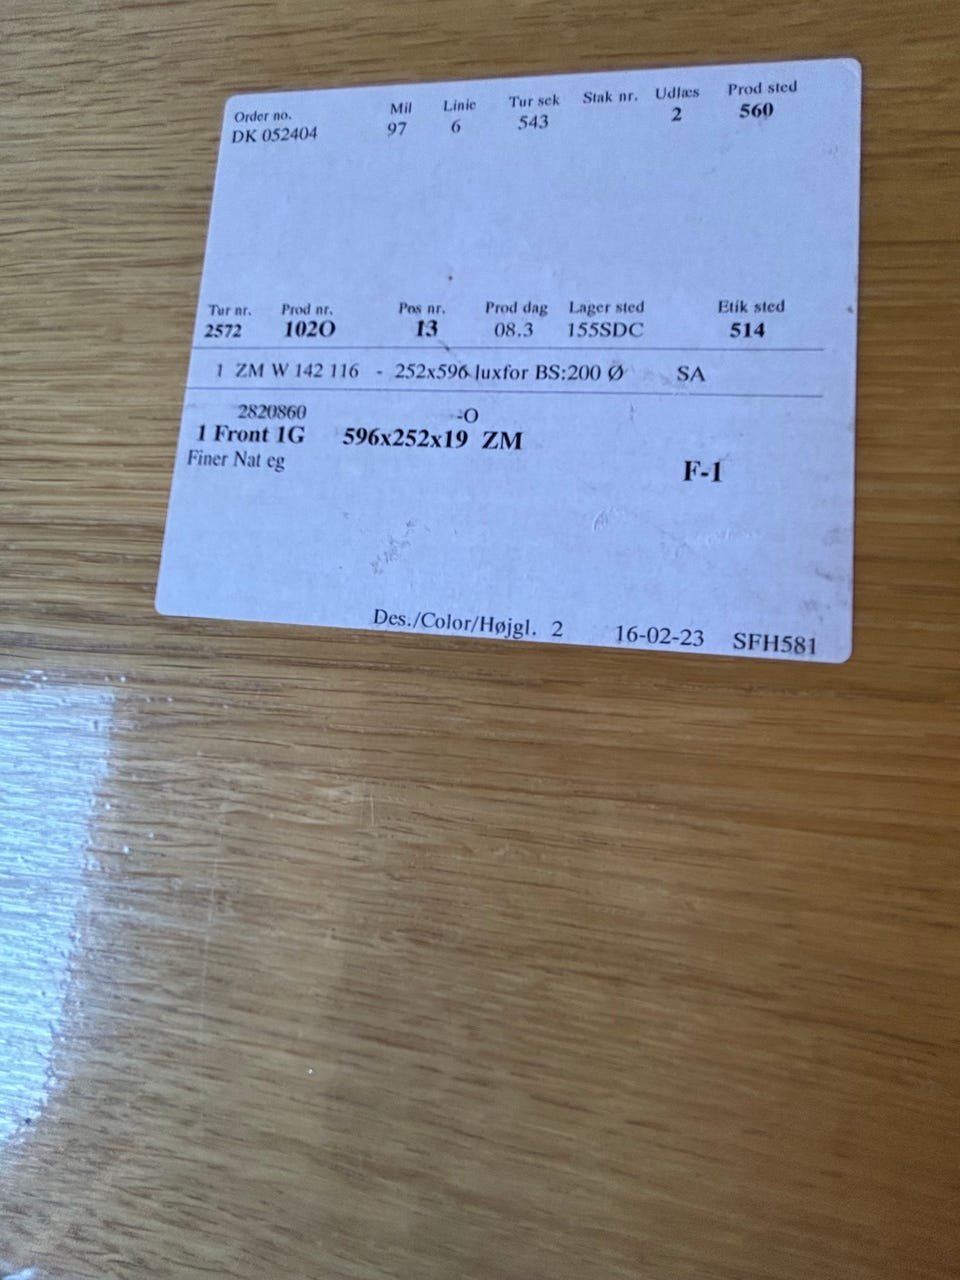 Order no. Mil Linie Tur sek Stak nr. Udlæs Prod sted
DK 052404 97 6 543 2 560
Tur nr. Prod nr. Pos nr. Prod dag Lager sted Etik sted
2572 102O 13 08.3 155SDC 514
1 ZM W 142 116 - 252x596 luxfor BS:200 Ø SA
2820860 -O
1 Front 1G 596x252x19 ZM
Finer Nat eg
F-1
Des./Color/Højgl. 2 16-02-23 SFH581